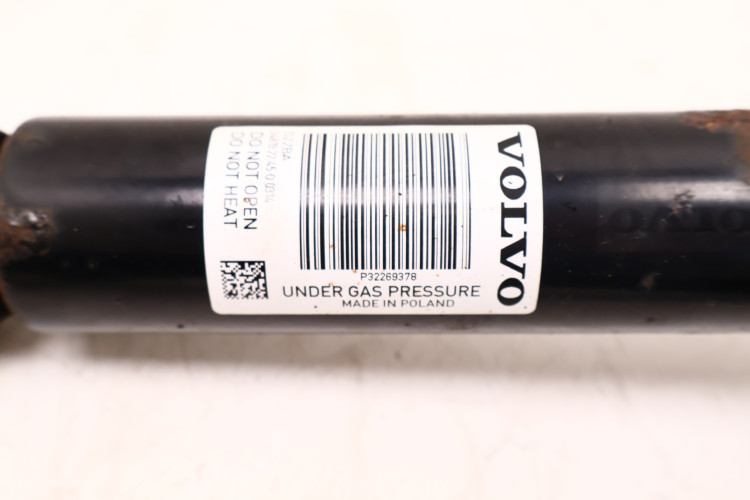 VOLVO
P32269378
UNDER GAS PRESSURE
MADE IN POLAND
DO NOT OPEN
DO NOT HEAT